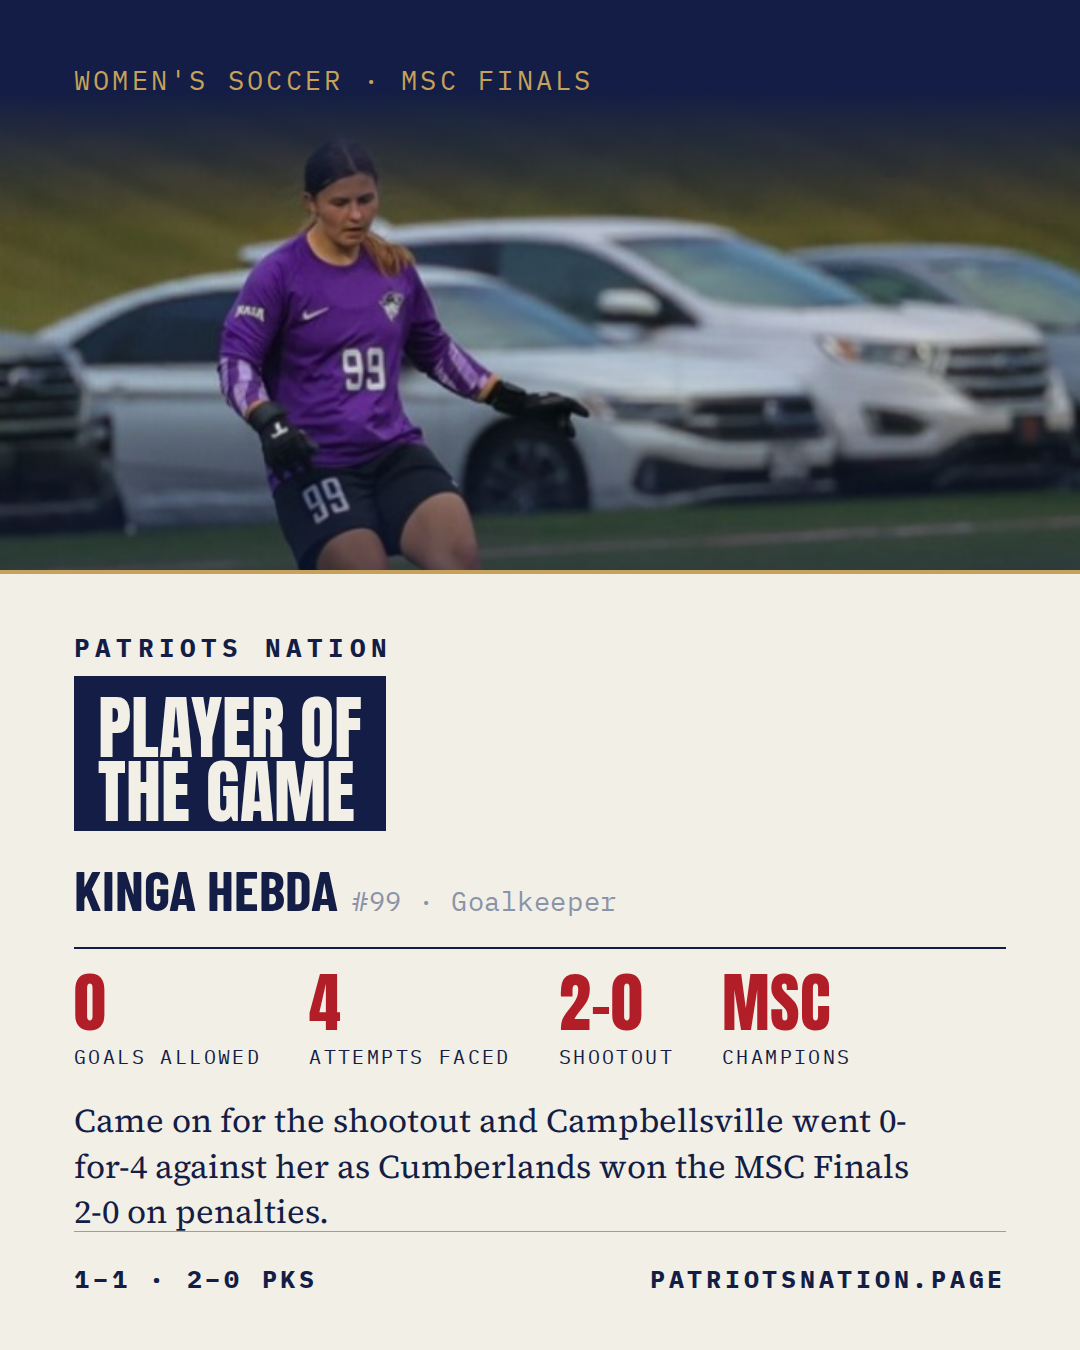 WOMEN'S SOCCER · MSC FINALS
NAIA
99
99
PATRIOTS NATION
PLAYER OF
THE GAME
KINGA HEBDA #99 · Goalkeeper
0 4 2-0 MSC
GOALS ALLOWED ATTEMPTS FACED SHOOTOUT CHAMPIONS
Came on for the shootout and Campbellsville went 0-
for-4 against her as Cumberlands won the MSC Finals
2-0 on penalties.
1–1 · 2–0 PKS PATRIOTSNATION.PAGE